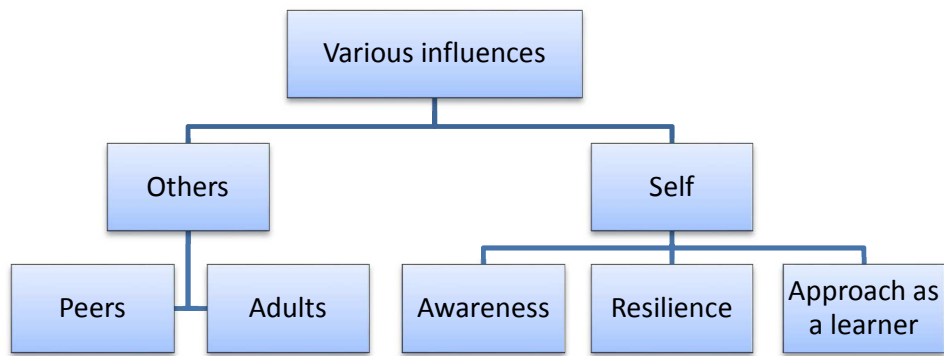 Various influences
Others
Self
Peers
Adults
Awareness
Resilience
Approach as
a learner